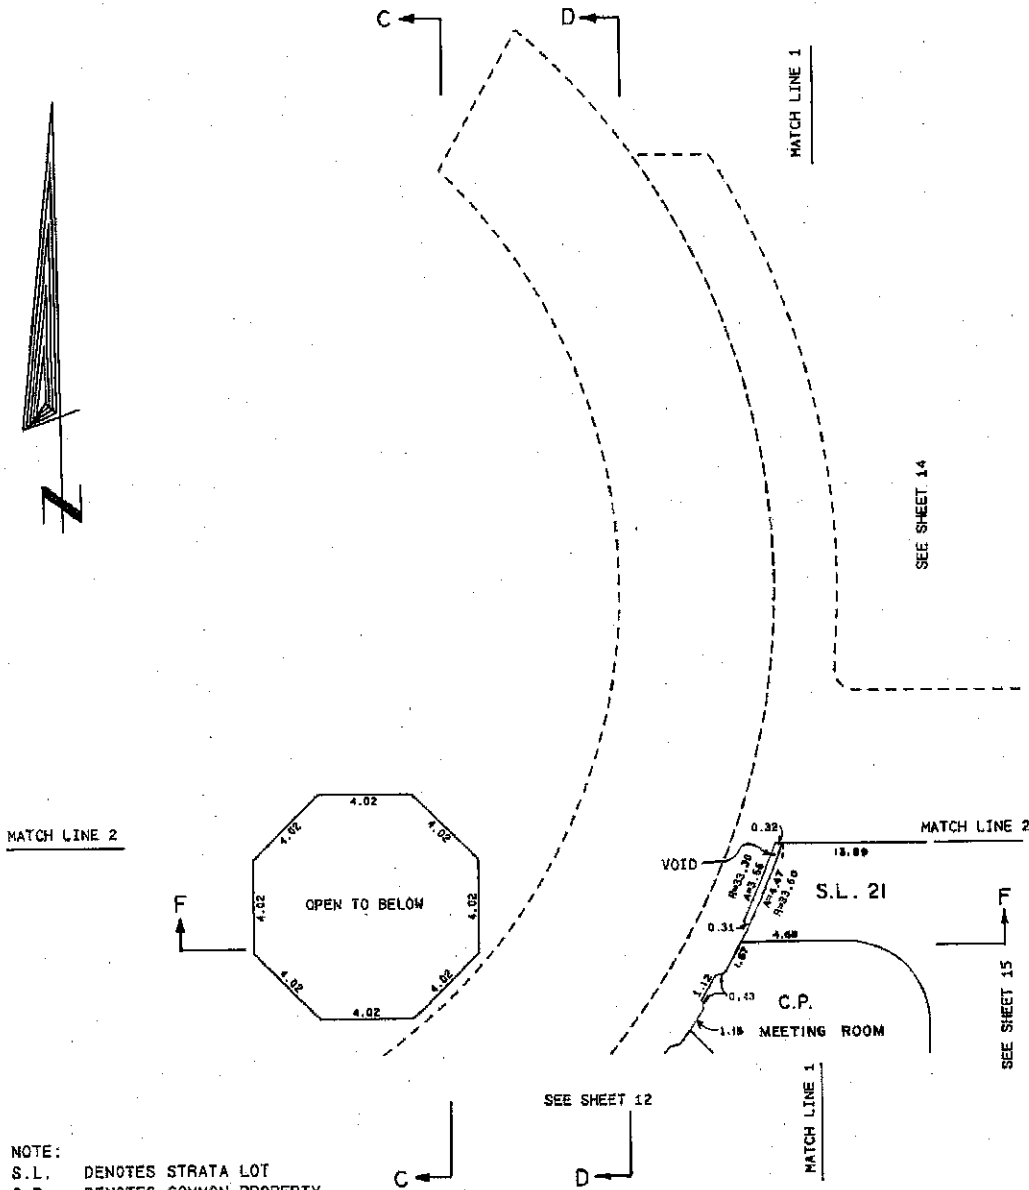 C
D
MATCH LINE 1
N
SEE SHEET 14
MATCH LINE 2
MATCH LINE 2
4.02
4.02
4.02
4.02
4.02
4.02
4.02
4.02
OPEN TO BELOW
F
F
VOID
0.32
13.89
R=33.30
A=3.56
A=4.47
R=33.60
S.L. 21
0.31
4.68
1.67
1.12
0.43
C.P.
1.15
MEETING ROOM
SEE SHEET 15
SEE SHEET 12
MATCH LINE 1
C
D
NOTE:
S.L. DENOTES STRATA LOT
C.P. DENOTES COMMON PROPERTY